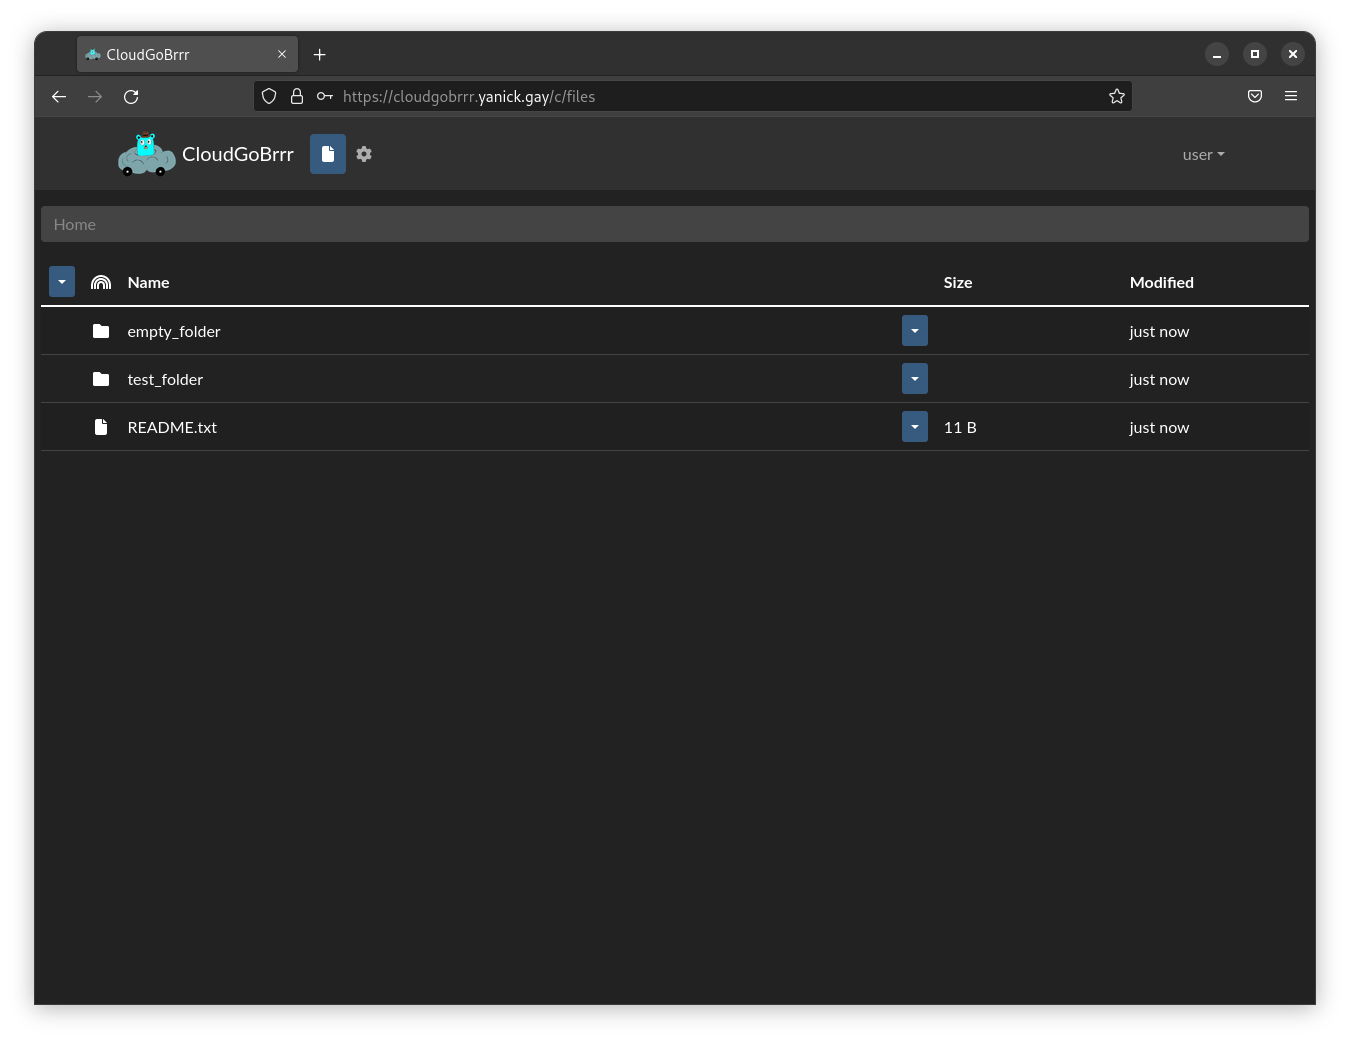 CloudGoBrrr
https://cloudgobrrr.yanick.gay/c/files
CloudGoBrrr
user
Home
Name Size Modified
empty_folder just now
test_folder just now
README.txt 11 B just now